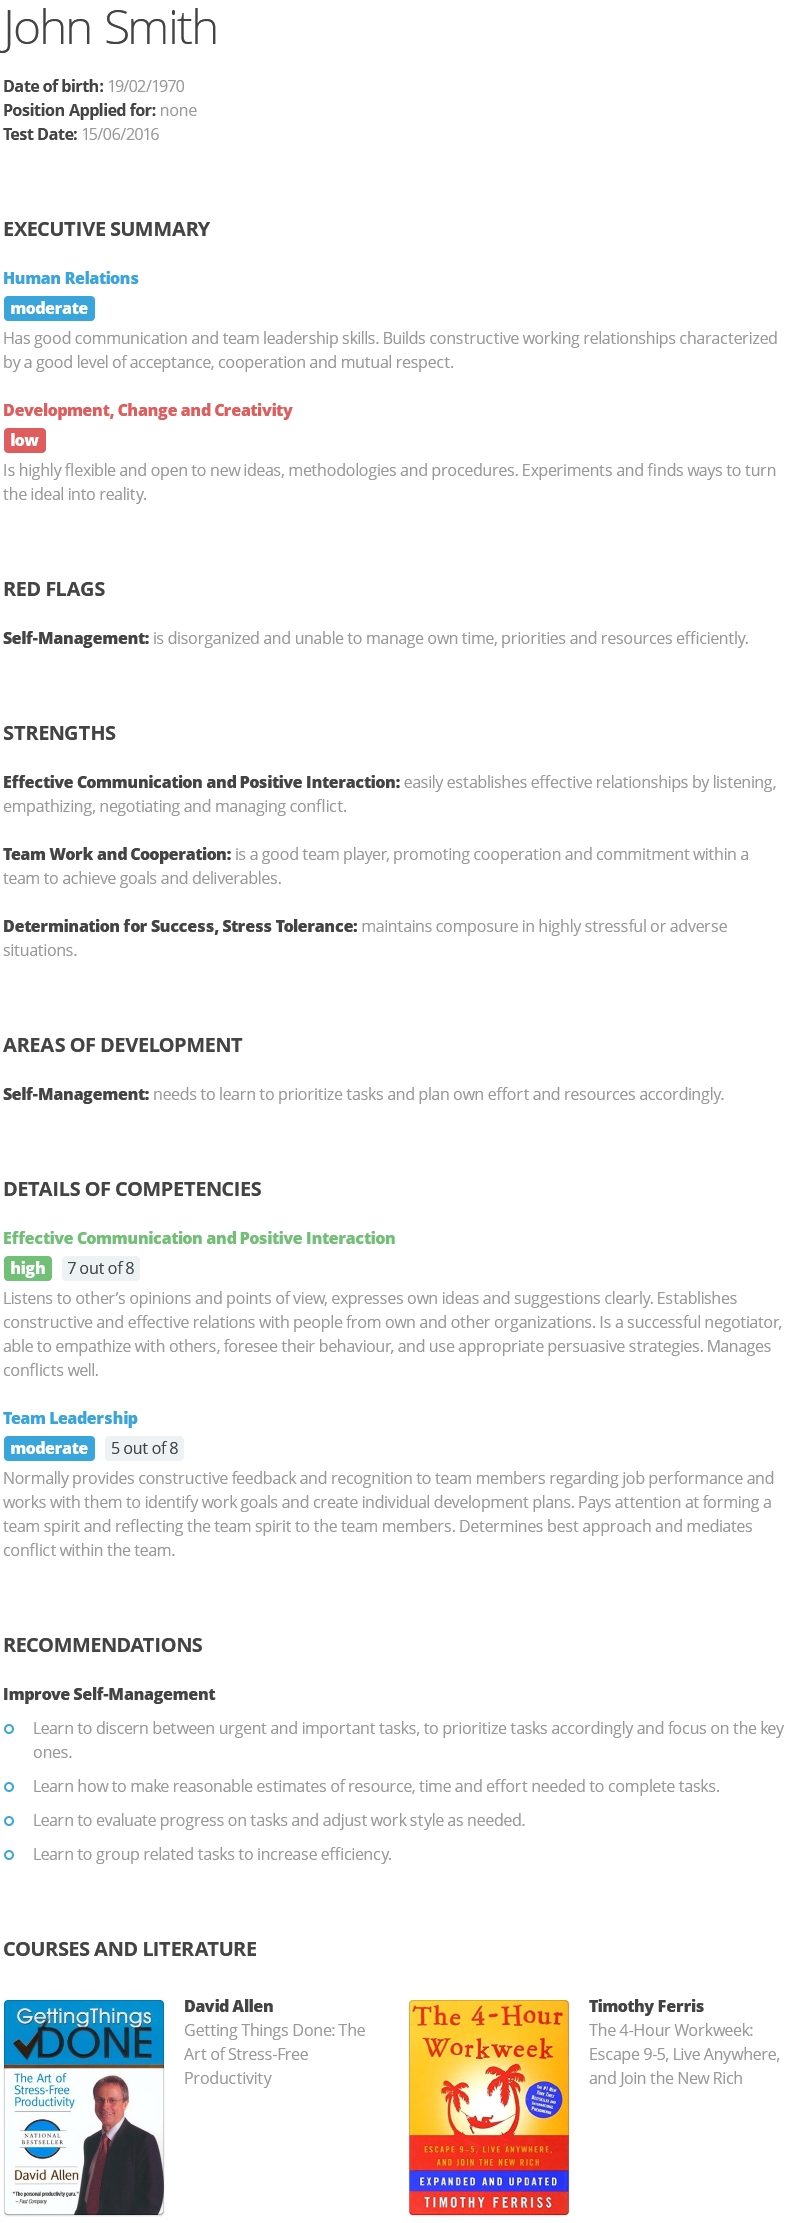 John Smith
Date of birth: 19/02/1970
Position Applied for: none
Test Date: 15/06/2016
EXECUTIVE SUMMARY
Human Relations
moderate
Has good communication and team leadership skills. Builds constructive working relationships characterized
by a good level of acceptance, cooperation and mutual respect.
Development, Change and Creativity
low
Is highly flexible and open to new ideas, methodologies and procedures. Experiments and finds ways to turn
the ideal into reality.
RED FLAGS
Self-Management: is disorganized and unable to manage own time, priorities and resources efficiently.
STRENGTHS
Effective Communication and Positive Interaction: easily establishes effective relationships by listening,
empathizing, negotiating and managing conflict.
Team Work and Cooperation: is a good team player, promoting cooperation and commitment within a
team to achieve goals and deliverables.
Determination for Success, Stress Tolerance: maintains composure in highly stressful or adverse
situations.
AREAS OF DEVELOPMENT
Self-Management: needs to learn to prioritize tasks and plan own effort and resources accordingly.
DETAILS OF COMPETENCIES
Effective Communication and Positive Interaction
high 7 out of 8
Listens to other’s opinions and points of view, expresses own ideas and suggestions clearly. Establishes
constructive and effective relations with people from own and other organizations. Is a successful negotiator,
able to empathize with others, foresee their behaviour, and use appropriate persuasive strategies. Manages
conflicts well.
Team Leadership
moderate 5 out of 8
Normally provides constructive feedback and recognition to team members regarding job performance and
works with them to identify work goals and create individual development plans. Pays attention at forming a
team spirit and reflecting the team spirit to the team members. Determines best approach and mediates
conflict within the team.
RECOMMENDATIONS
Improve Self-Management
Learn to discern between urgent and important tasks, to prioritize tasks accordingly and focus on the key
ones.
Learn how to make reasonable estimates of resource, time and effort needed to complete tasks.
Learn to evaluate progress on tasks and adjust work style as needed.
Learn to group related tasks to increase efficiency.
COURSES AND LITERATURE
GettingThings
DONE
The Art of
Stress-Free
Productivity
NATIONAL
BESTSELLER
David Allen
"The personal productivity guru."
– Fast Company
David Allen
Getting Things Done: The
Art of Stress-Free
Productivity
The 4-Hour
Workweek
THE #1 NEW
YORK TIMES
BESTSELLER AND
INTERNATIONAL
PHENOMENON
ESCAPE 9–5, LIVE ANYWHERE,
AND JOIN THE NEW RICH
EXPANDED AND UPDATED
TIMOTHY FERRISS
Timothy Ferris
The 4-Hour Workweek:
Escape 9-5, Live Anywhere,
and Join the New Rich